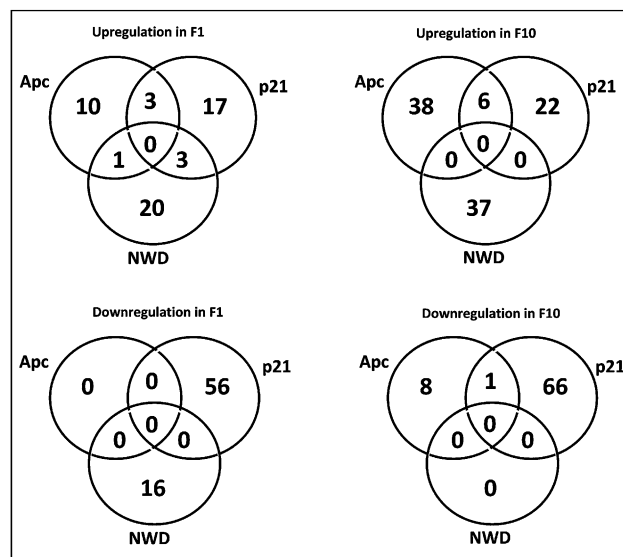 Upregulation in F1
Apc
p21
10
3
17
0
1
3
20
NWD
Upregulation in F10
Apc
p21
38
6
22
0
0
0
37
NWD
Downregulation in F1
Apc
p21
0
0
56
0
0
0
16
NWD
Downregulation in F10
Apc
p21
8
1
66
0
0
0
0
NWD